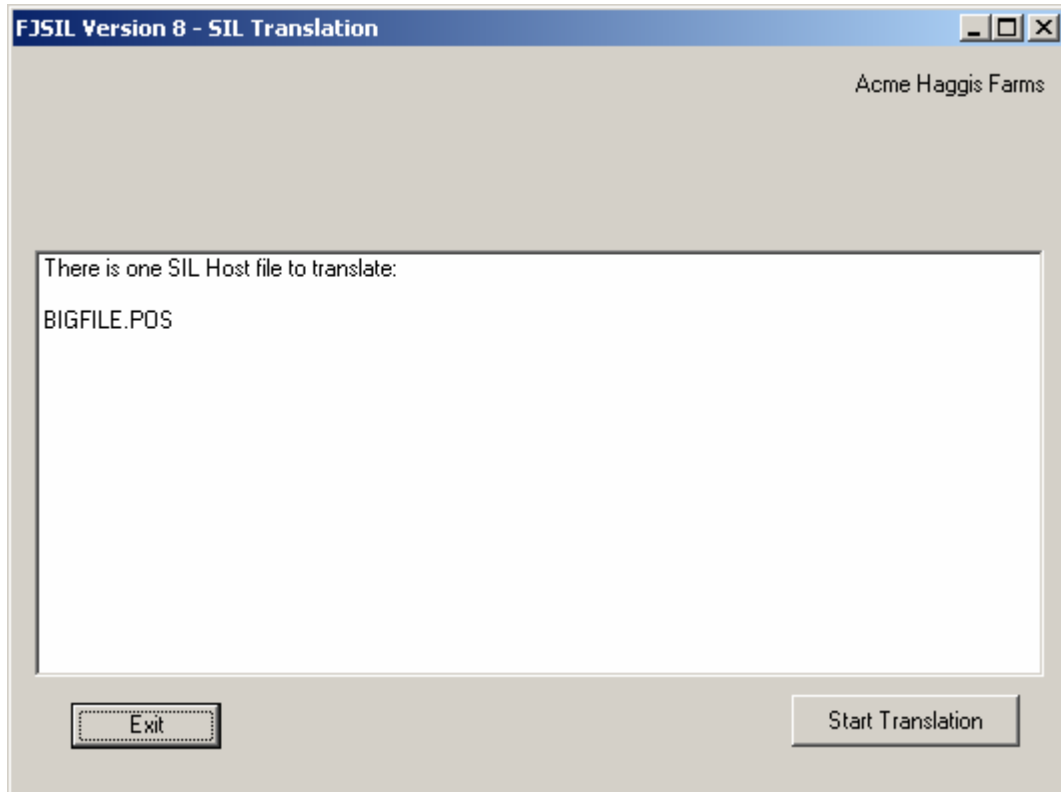 FJSIL Version 8 - SIL Translation
Acme Haggis Farms
There is one SIL Host file to translate:
BIGFILE.POS
Exit
Start Translation